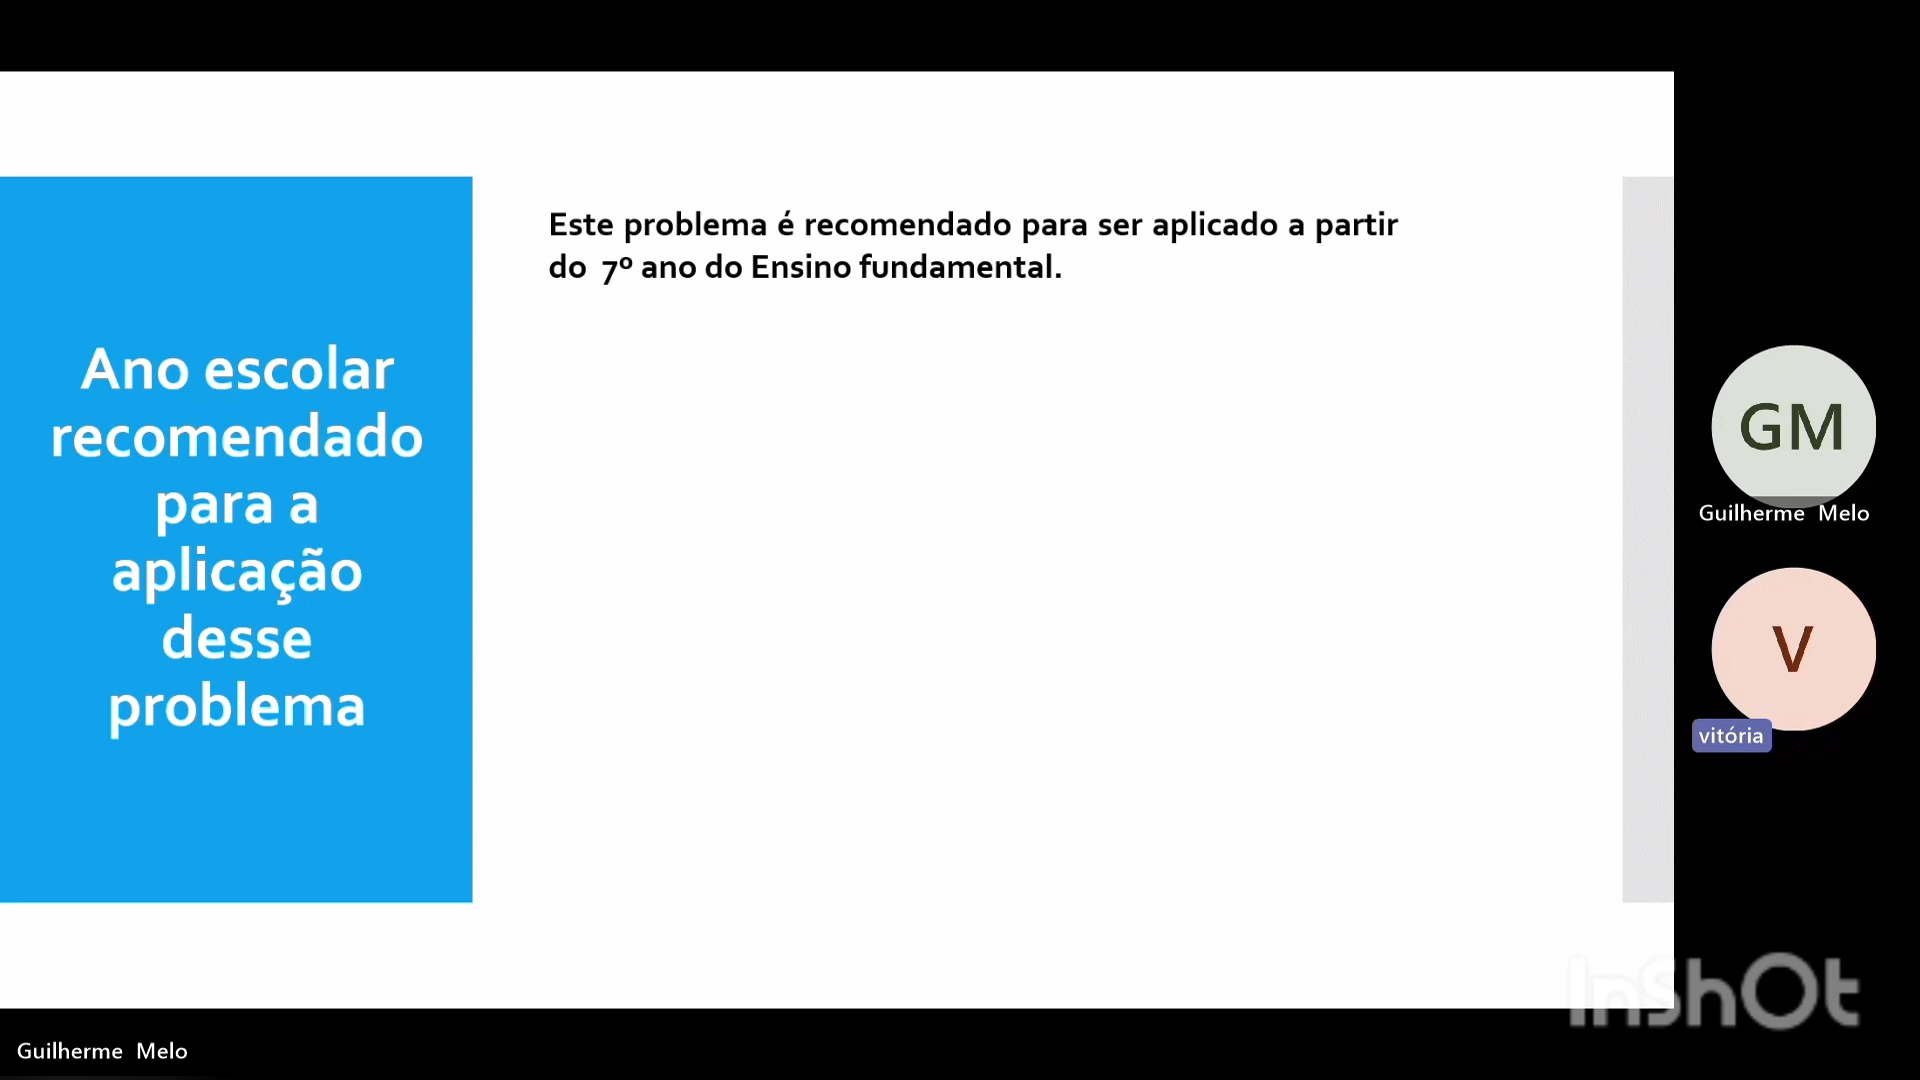 Ano escolar
recomendado
para a
aplicação
desse
problema
Este problema é recomendado para ser aplicado a partir
do 7º ano do Ensino fundamental.
GM
Guilherme Melo
V
vitória
InShOt
Guilherme Melo